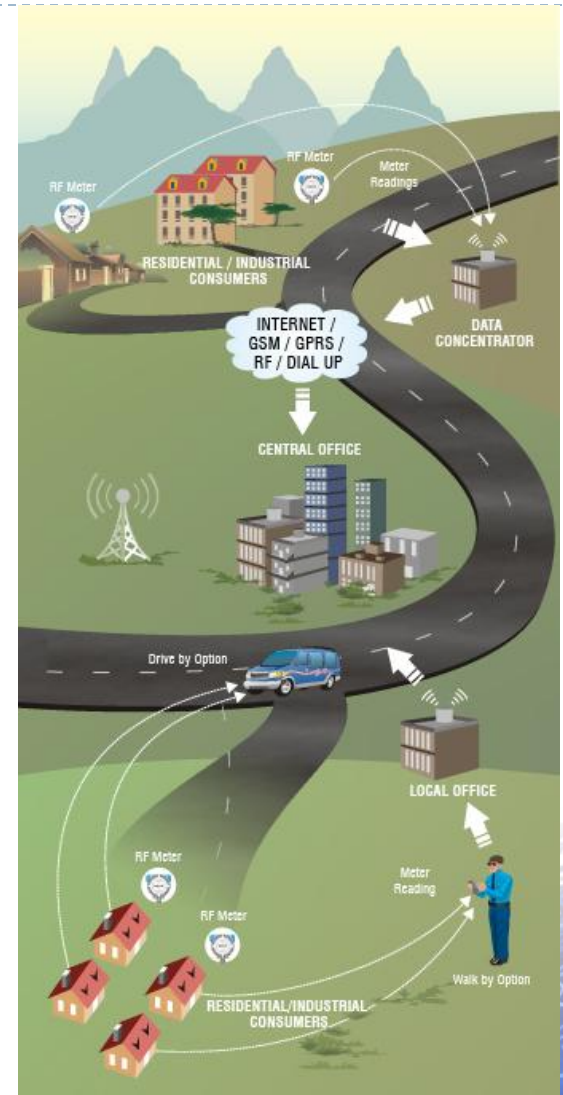 RF Meter
Meter
Readings
RF Meter
RESIDENTIAL / INDUSTRIAL
CONSUMERS
INTERNET /
GSM / GPRS /
RF / DIAL UP
DATA
CONCENTRATOR
CENTRAL OFFICE
Drive by Option
LOCAL OFFICE
RF Meter
Meter
Reading
RF Meter
Walk by Option
RESIDENTIAL/INDUSTRIAL
CONSUMERS